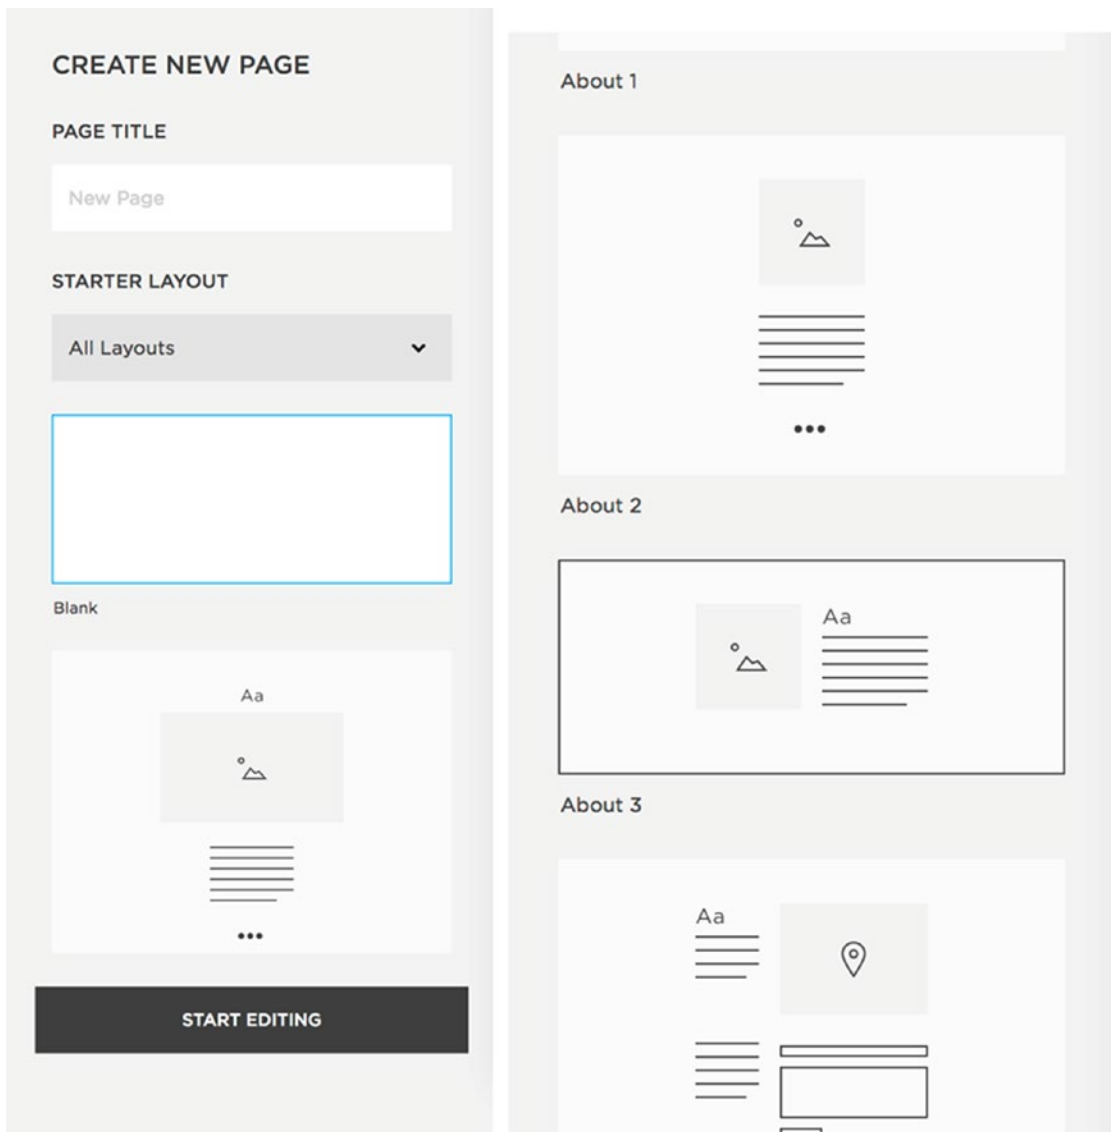 CREATE NEW PAGE
PAGE TITLE
New Page
STARTER LAYOUT
All Layouts
Blank
Aa
START EDITING
About 1
About 2
Aa
About 3
Aa